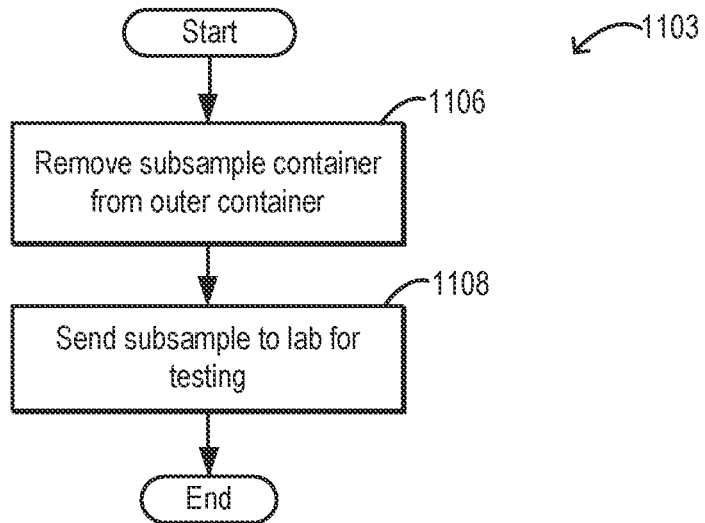 Start
1103
1106
Remove subsample container
from outer container
1108
Send subsample to lab for
testing
End